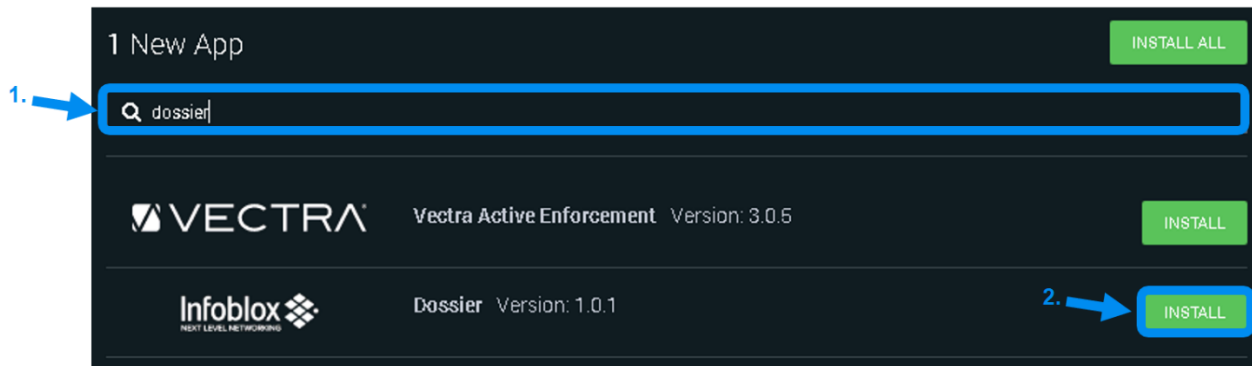 1 New App
INSTALL ALL
1.
dossier
VECTRA
Vectra Active Enforcement Version: 3.0.5
INSTALL
Infoblox
NEXT LEVEL NETWORKING
Dossier Version: 1.0.1
2.
INSTALL